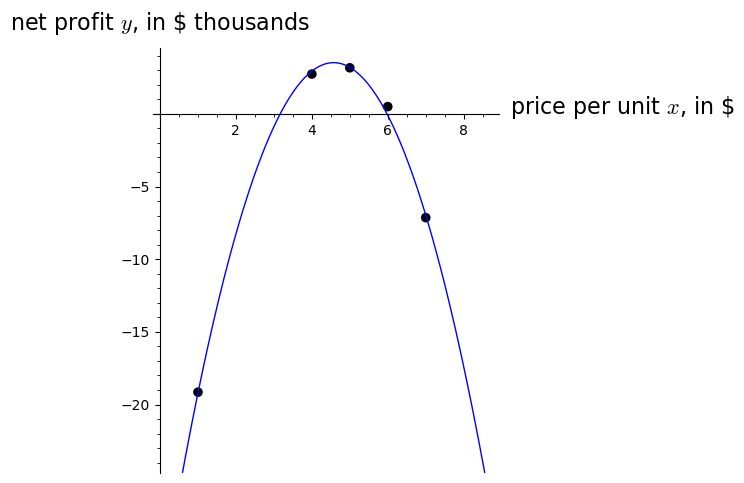 net profit y, in $ thousands
price per unit x, in $
2 4 6 8
−5
−10
−15
−20